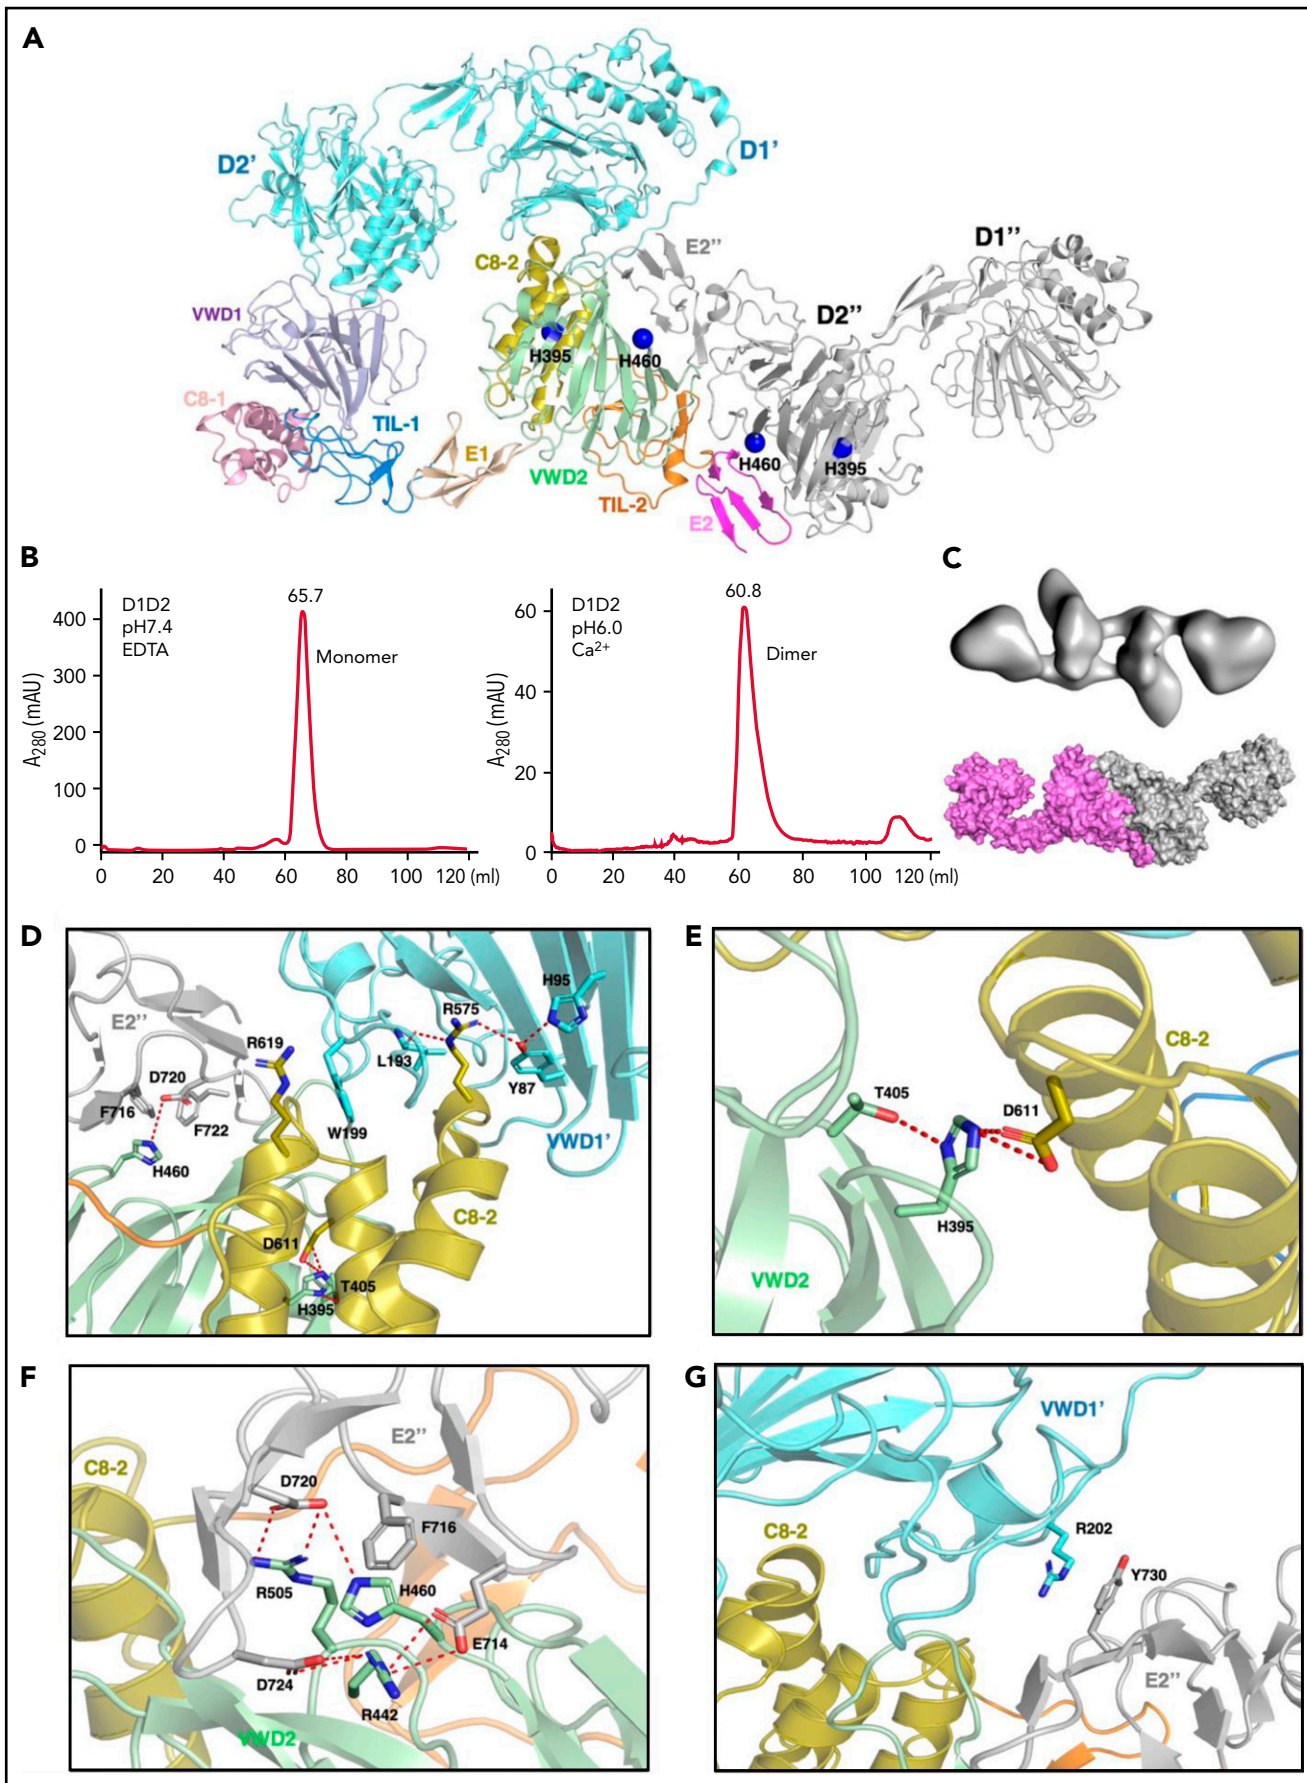 A
D2’
D1’
C8-2
E2’’
D1’’
VWD1
D2’’
H395
H460
C8-1
TIL-1
E1
H460
H395
VWD2
TIL-2
E2
B
C
65.7
60.8
D1D2
pH7.4
EDTA
Monomer
400
300
200
100
0
A280 (mAU)
0 20 40 60 80 100 120 (ml)
D1D2
pH6.0
Ca2+
Dimer
60
40
20
0
A280 (mAU)
0 20 40 60 80 100 120 (ml)
D
H95
R575
E2’’
R619
L193
D720
Y87
F716
F722
W199
VWD1’
H460
C8-2
D611
T405
H395
E
C8-2
T405
D611
H395
VWD2
F
E2’’
C8-2
D720
F716
R505
H460
E714
D724
R442
VWD2
G
VWD1’
C8-2
R202
Y730
E2’’